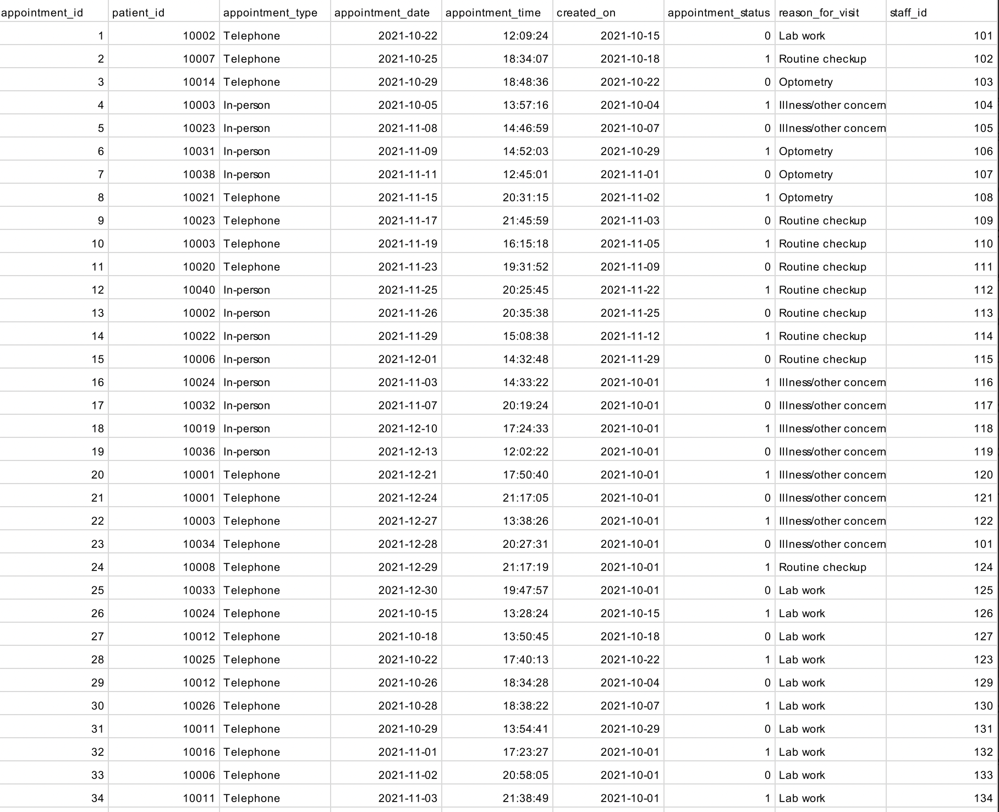 appointment_id patient_id appointment_type appointment_date appointment_time created_on appointment_status reason_for_visit staff_id
1 10002 Telephone 2021-10-22 12:09:24 2021-10-15 0 Lab work 101
2 10007 Telephone 2021-10-25 18:34:07 2021-10-18 1 Routine checkup 102
3 10014 Telephone 2021-10-29 18:48:36 2021-10-22 0 Optometry 103
4 10003 In-person 2021-10-05 13:57:16 2021-10-04 1 Illness/other concern 104
5 10023 In-person 2021-11-08 14:46:59 2021-10-07 0 Illness/other concern 105
6 10031 In-person 2021-11-09 14:52:03 2021-10-29 1 Optometry 106
7 10038 In-person 2021-11-11 12:45:01 2021-11-01 0 Optometry 107
8 10021 Telephone 2021-11-15 20:31:15 2021-11-02 1 Optometry 108
9 10023 Telephone 2021-11-17 21:45:59 2021-11-03 0 Routine checkup 109
10 10003 Telephone 2021-11-19 16:15:18 2021-11-05 1 Routine checkup 110
11 10020 Telephone 2021-11-23 19:31:52 2021-11-09 0 Routine checkup 111
12 10040 In-person 2021-11-25 20:25:45 2021-11-22 1 Routine checkup 112
13 10002 In-person 2021-11-26 20:35:38 2021-11-25 0 Routine checkup 113
14 10022 In-person 2021-11-29 15:08:38 2021-11-12 1 Routine checkup 114
15 10006 In-person 2021-12-01 14:32:48 2021-11-29 0 Routine checkup 115
16 10024 In-person 2021-11-03 14:33:22 2021-10-01 1 Illness/other concern 116
17 10032 In-person 2021-11-07 20:19:24 2021-10-01 0 Illness/other concern 117
18 10019 In-person 2021-12-10 17:24:33 2021-10-01 1 Illness/other concern 118
19 10036 In-person 2021-12-13 12:02:22 2021-10-01 0 Illness/other concern 119
20 10001 Telephone 2021-12-21 17:50:40 2021-10-01 1 Illness/other concern 120
21 10001 Telephone 2021-12-24 21:17:05 2021-10-01 0 Illness/other concern 121
22 10003 Telephone 2021-12-27 13:38:26 2021-10-01 1 Illness/other concern 122
23 10034 Telephone 2021-12-28 20:27:31 2021-10-01 0 Illness/other concern 101
24 10008 Telephone 2021-12-29 21:17:19 2021-10-01 1 Routine checkup 124
25 10033 Telephone 2021-12-30 19:47:57 2021-10-01 0 Lab work 125
26 10024 Telephone 2021-10-15 13:28:24 2021-10-15 1 Lab work 126
27 10012 Telephone 2021-10-18 13:50:45 2021-10-18 0 Lab work 127
28 10025 Telephone 2021-10-22 17:40:13 2021-10-22 1 Lab work 123
29 10012 Telephone 2021-10-26 18:34:28 2021-10-04 0 Lab work 129
30 10026 Telephone 2021-10-28 18:38:22 2021-10-07 1 Lab work 130
31 10011 Telephone 2021-10-29 13:54:41 2021-10-29 0 Lab work 131
32 10016 Telephone 2021-11-01 17:23:27 2021-10-01 1 Lab work 132
33 10006 Telephone 2021-11-02 20:58:05 2021-10-01 0 Lab work 133
34 10011 Telephone 2021-11-03 21:38:49 2021-10-01 1 Lab work 134